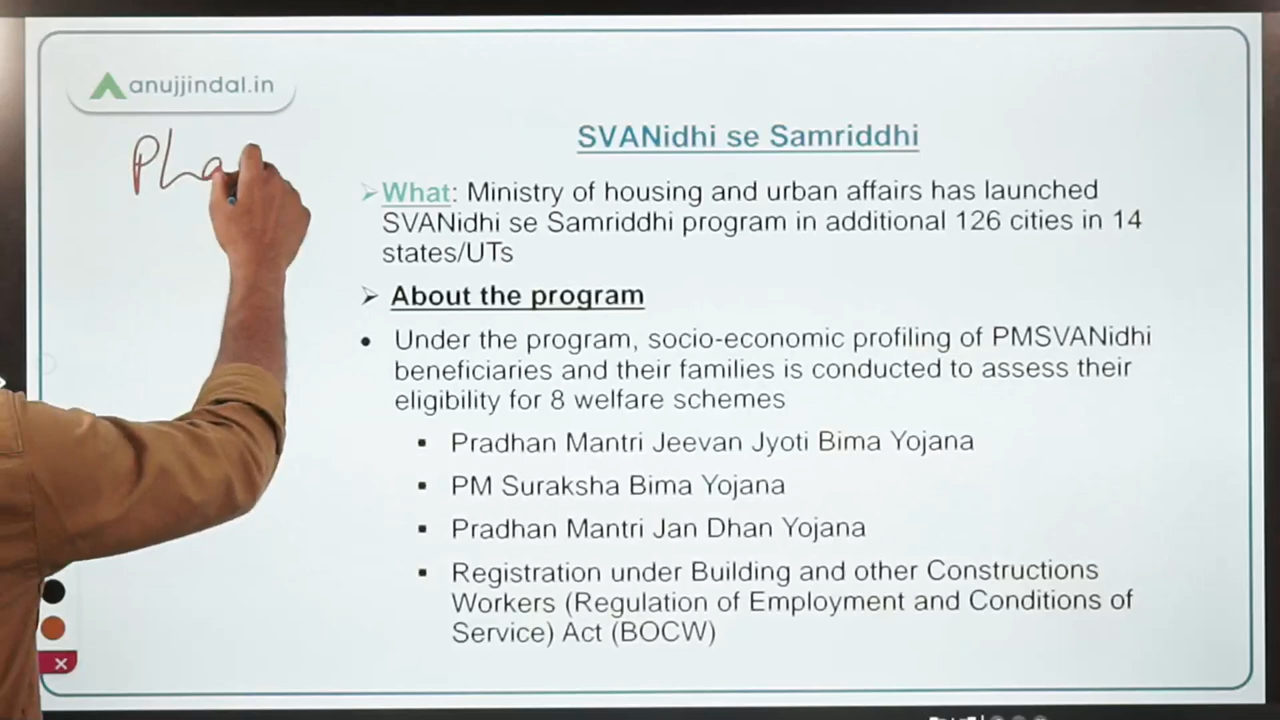 anujjindal.in
Pha
SVANidhi se Samriddhi
➢ What: Ministry of housing and urban affairs has launched
SVANidhi se Samriddhi program in additional 126 cities in 14
states/UTs
➢ About the program
• Under the program, socio-economic profiling of PMSVANidhi
beneficiaries and their families is conducted to assess their
eligibility for 8 welfare schemes
▪ Pradhan Mantri Jeevan Jyoti Bima Yojana
▪ PM Suraksha Bima Yojana
▪ Pradhan Mantri Jan Dhan Yojana
▪ Registration under Building and other Constructions
Workers (Regulation of Employment and Conditions of
Service) Act (BOCW)